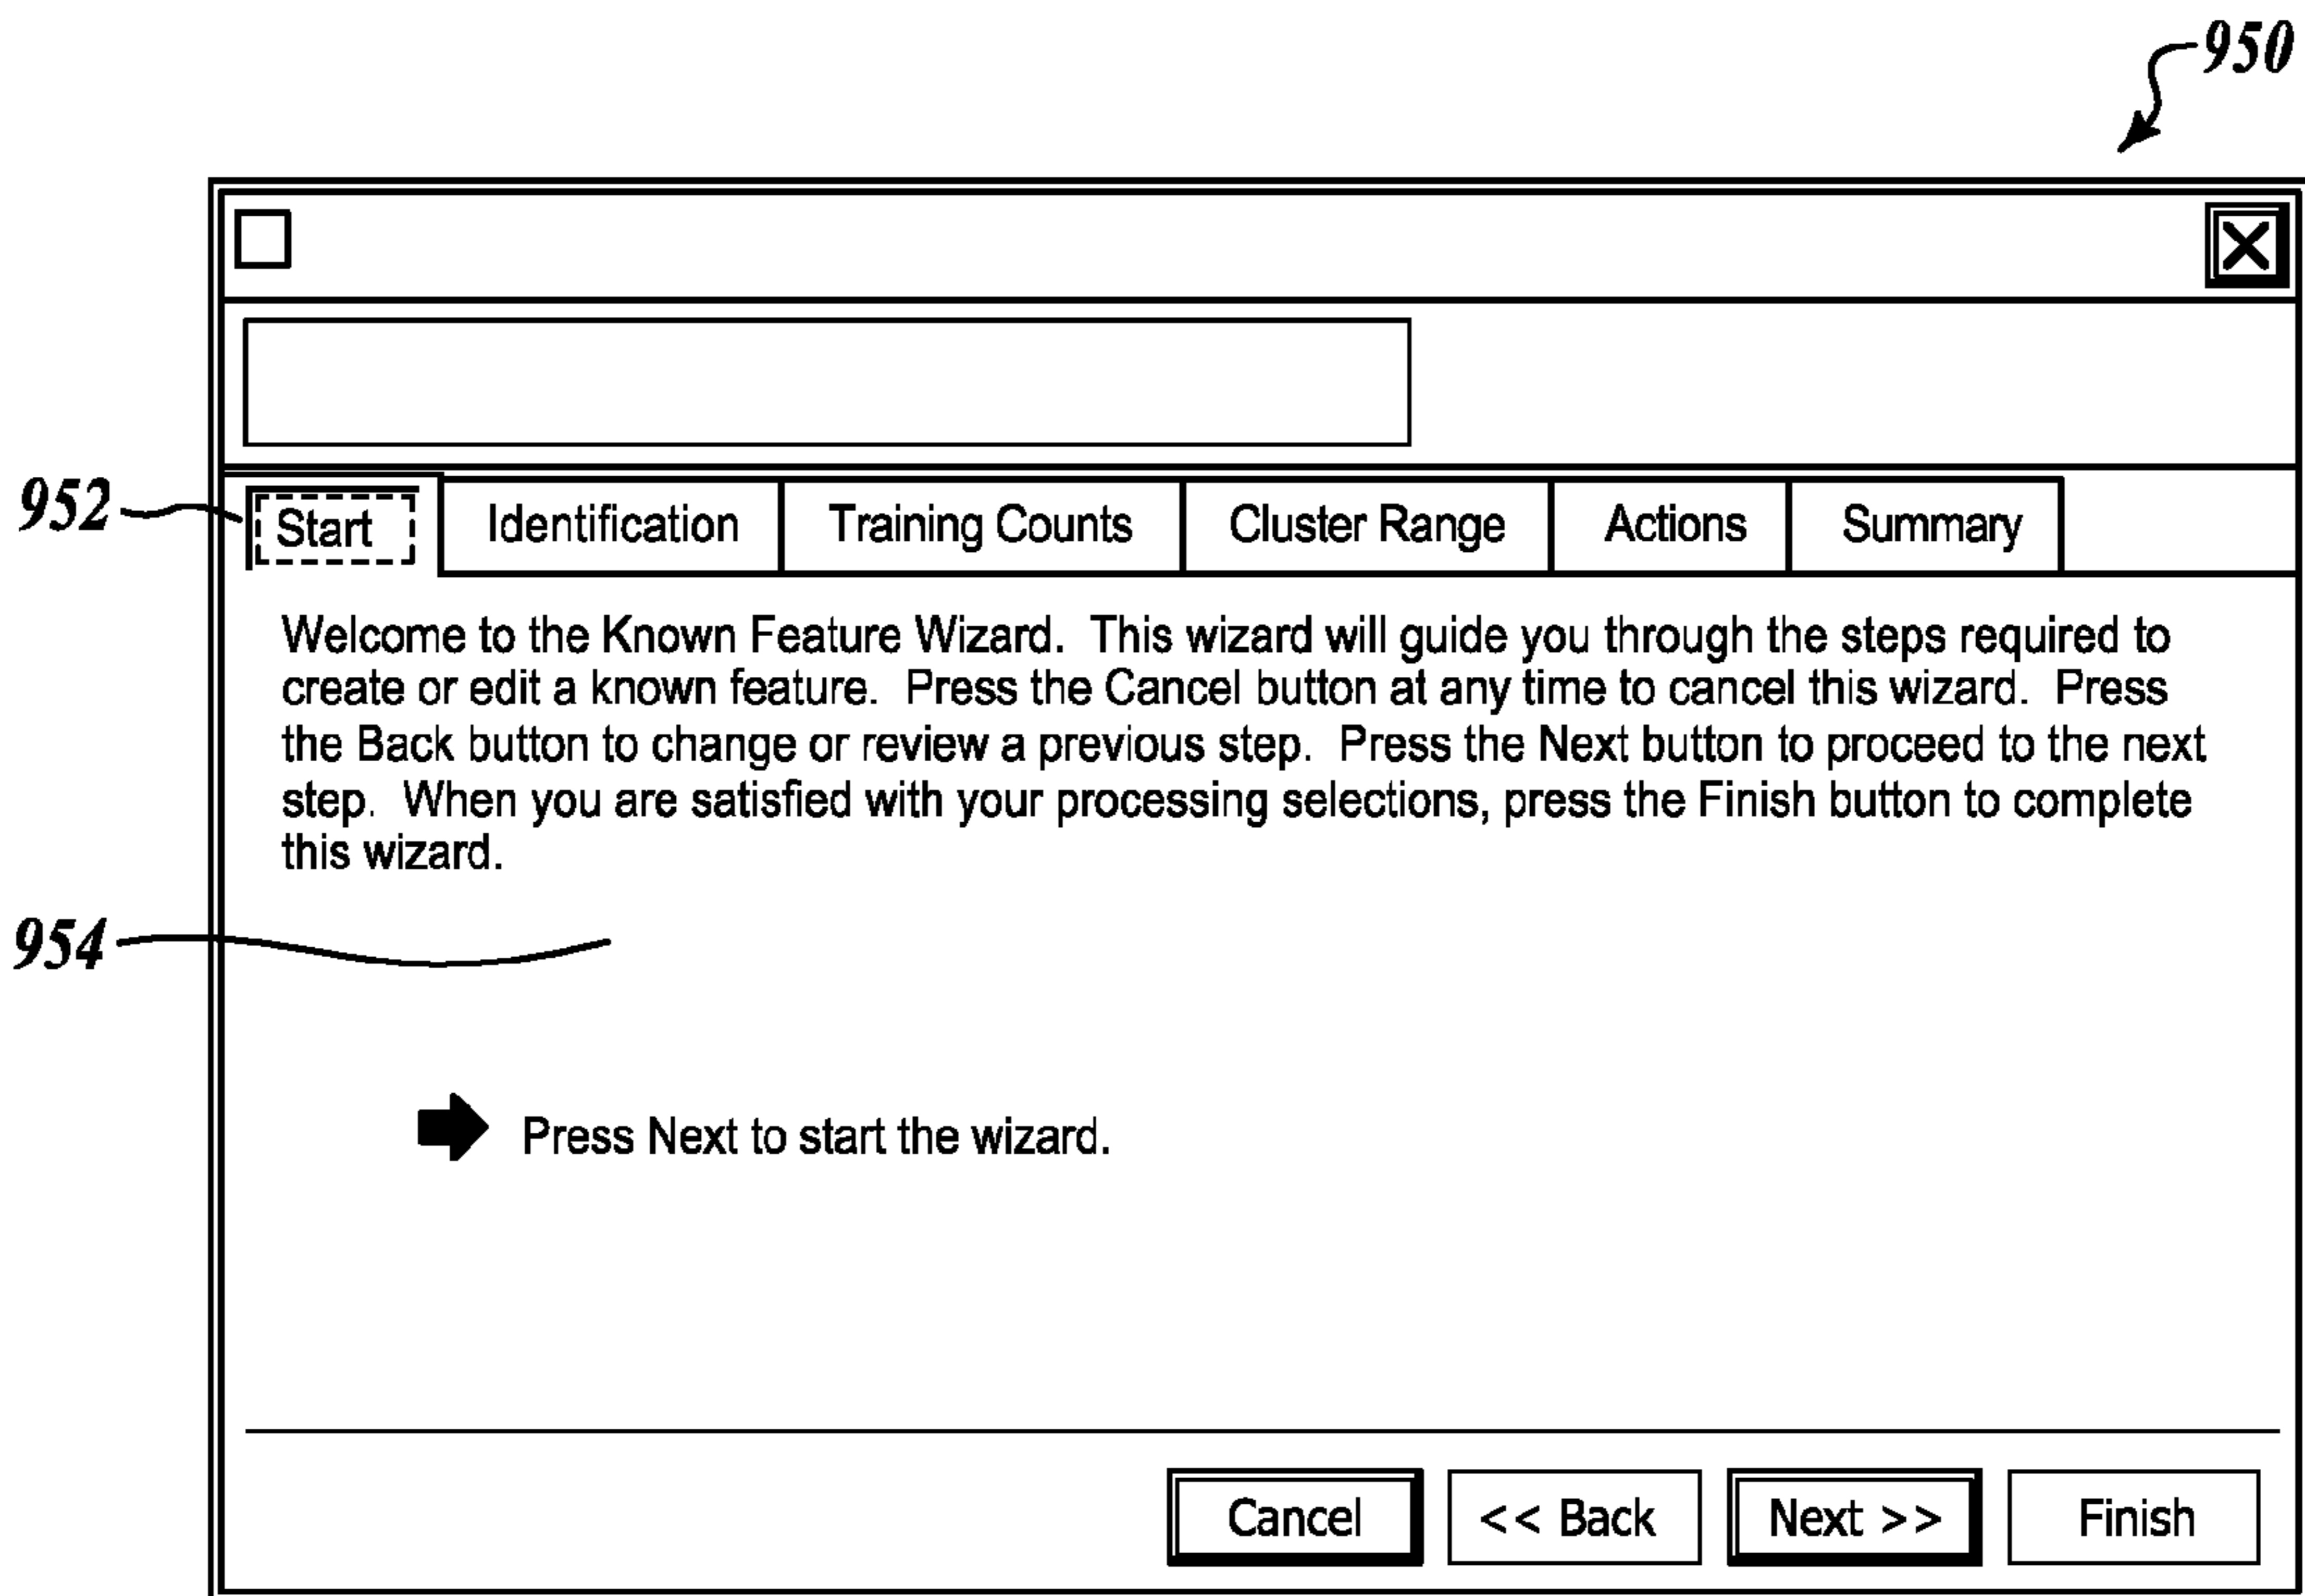 950
952
Start Identification Training Counts Cluster Range Actions Summary
Welcome to the Known Feature Wizard. This wizard will guide you through the steps required to
create or edit a known feature. Press the Cancel button at any time to cancel this wizard. Press
the Back button to change or review a previous step. Press the Next button to proceed to the next
step. When you are satisfied with your processing selections, press the Finish button to complete
this wizard.
954
Press Next to start the wizard.
Cancel << Back Next >> Finish